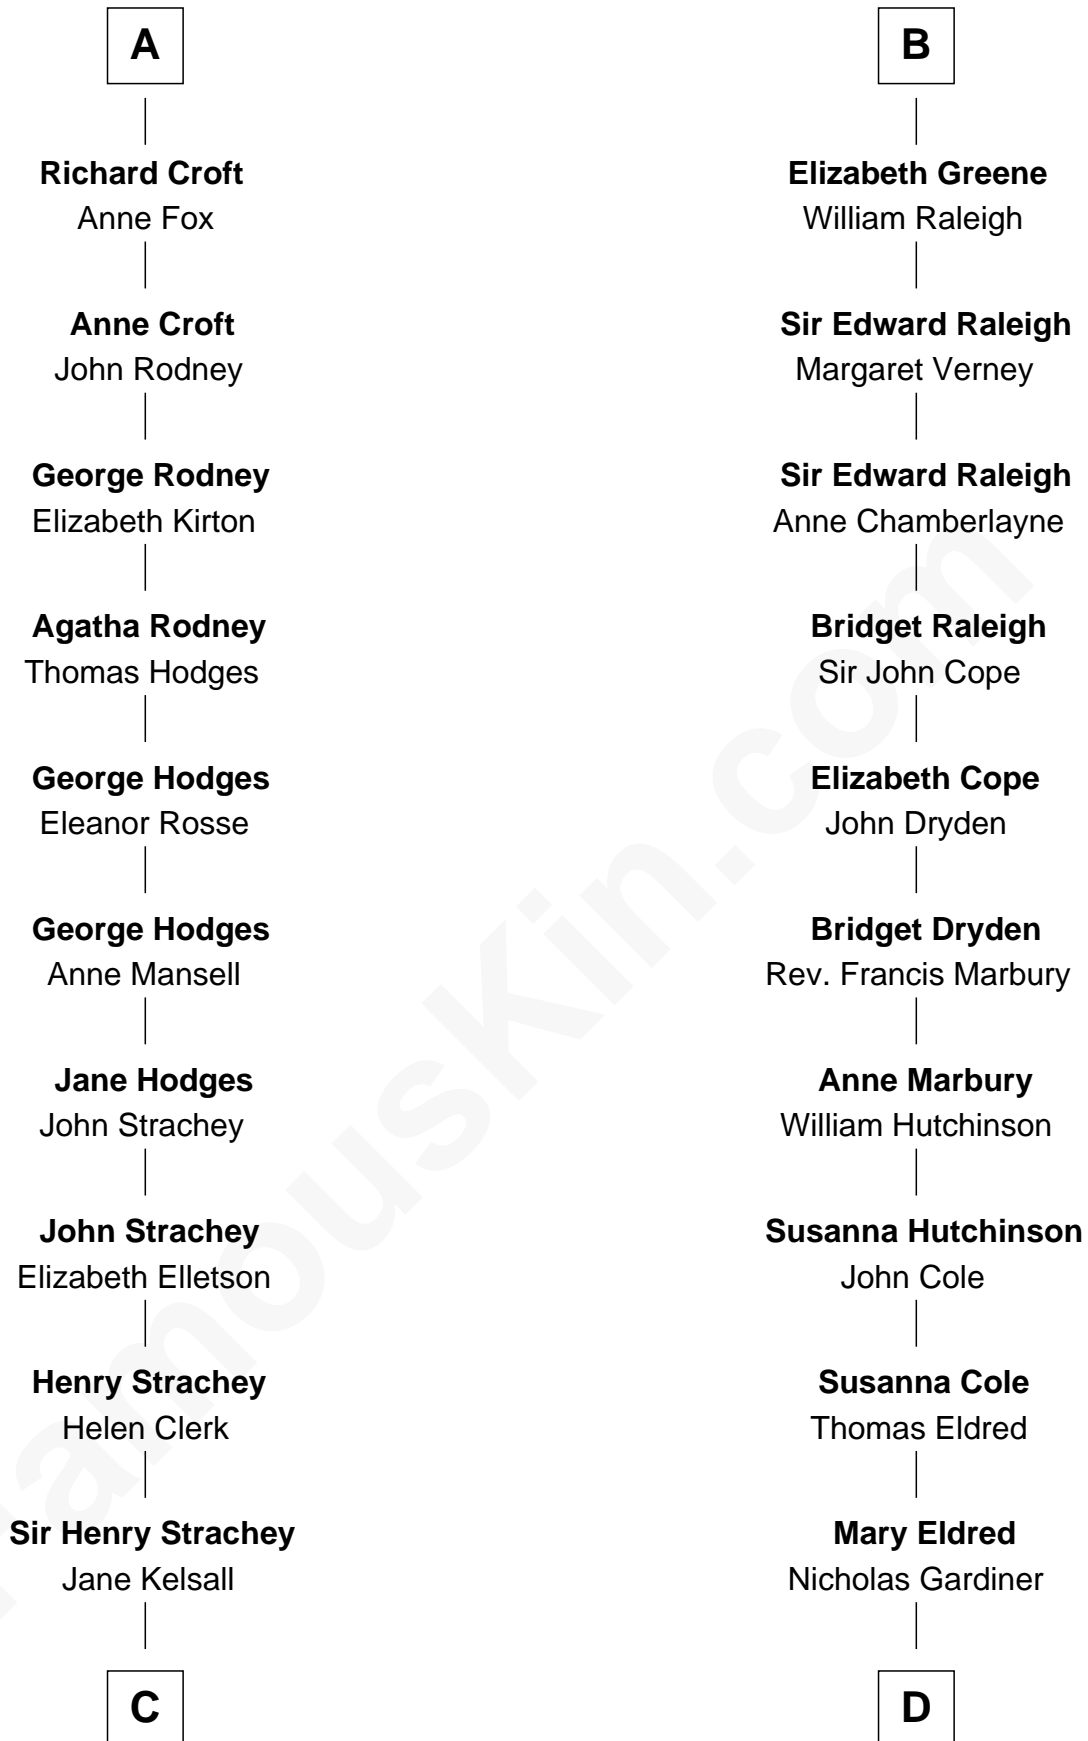 A
Richard Croft
Anne Fox
Anne Croft
John Rodney
George Rodney
Elizabeth Kirton
Agatha Rodney
Thomas Hodges
George Hodges
Eleanor Rosse
George Hodges
Anne Mansell
Jane Hodges
John Strachey
John Strachey
Elizabeth Elletson
Henry Strachey
Helen Clerk
Sir Henry Strachey
Jane Kelsall
C
B
Elizabeth Greene
William Raleigh
Sir Edward Raleigh
Margaret Verney
Sir Edward Raleigh
Anne Chamberlayne
Bridget Raleigh
Sir John Cope
Elizabeth Cope
John Dryden
Bridget Dryden
Rev. Francis Marbury
Anne Marbury
William Hutchinson
Susanna Hutchinson
John Cole
Susanna Cole
Thomas Eldred
Mary Eldred
Nicholas Gardiner
D
FamousKin.com